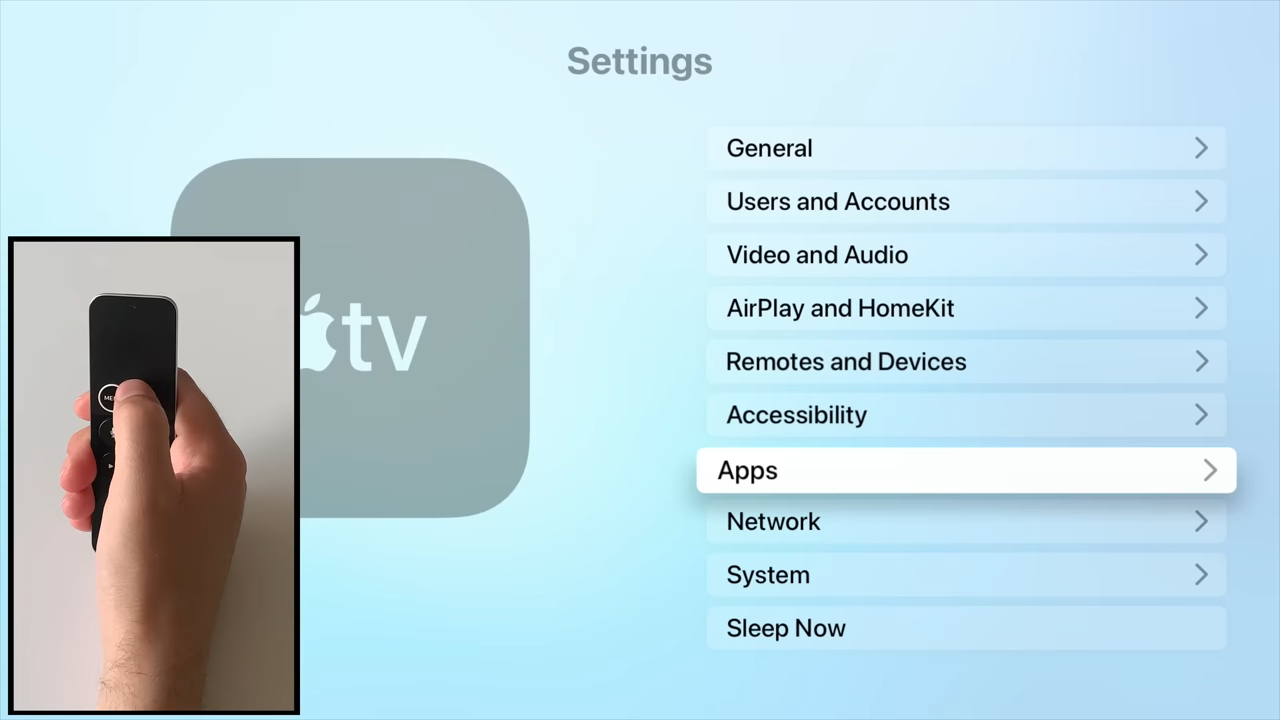 Settings
General
Users and Accounts
Video and Audio
AirPlay and HomeKit
Remotes and Devices
Accessibility
Apps
Network
System
Sleep Now
tv